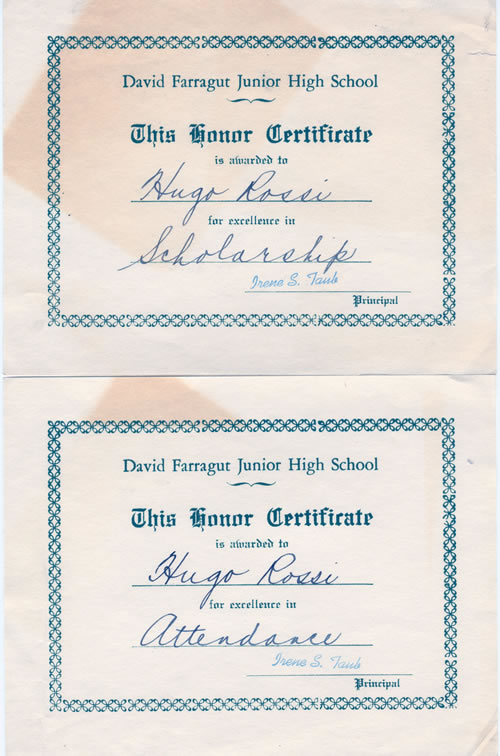 David Farragut Junior High School
This Honor Certificate
is awarded to
Hugo Rossi
for excellence in
Scholarship
Irene S. Taub
Principal
David Farragut Junior High School
This Honor Certificate
is awarded to
Hugo Rossi
for excellence in
Attendance
Irene S. Taub
Principal